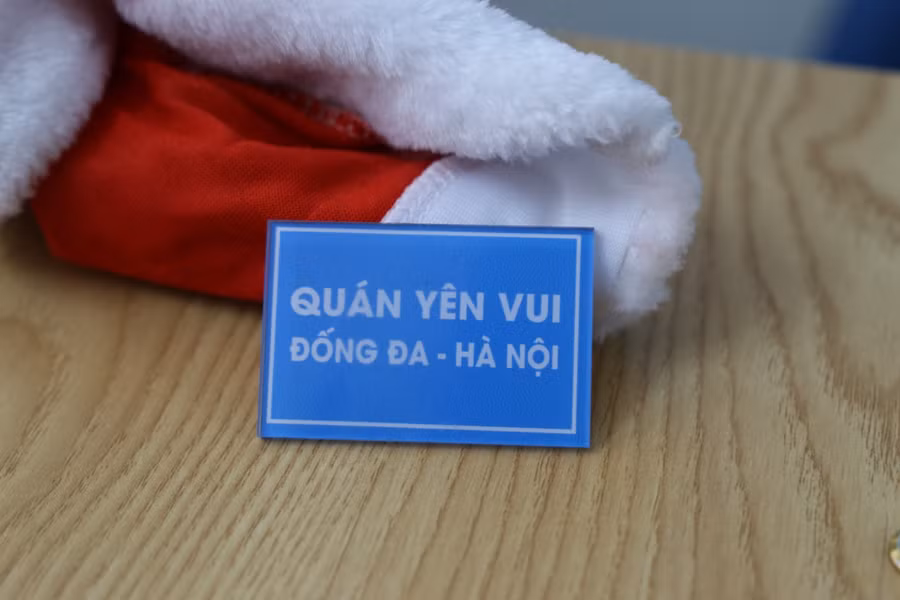 QUÁN YÊN VUI
ĐỐNG ĐA - HÀ NỘI